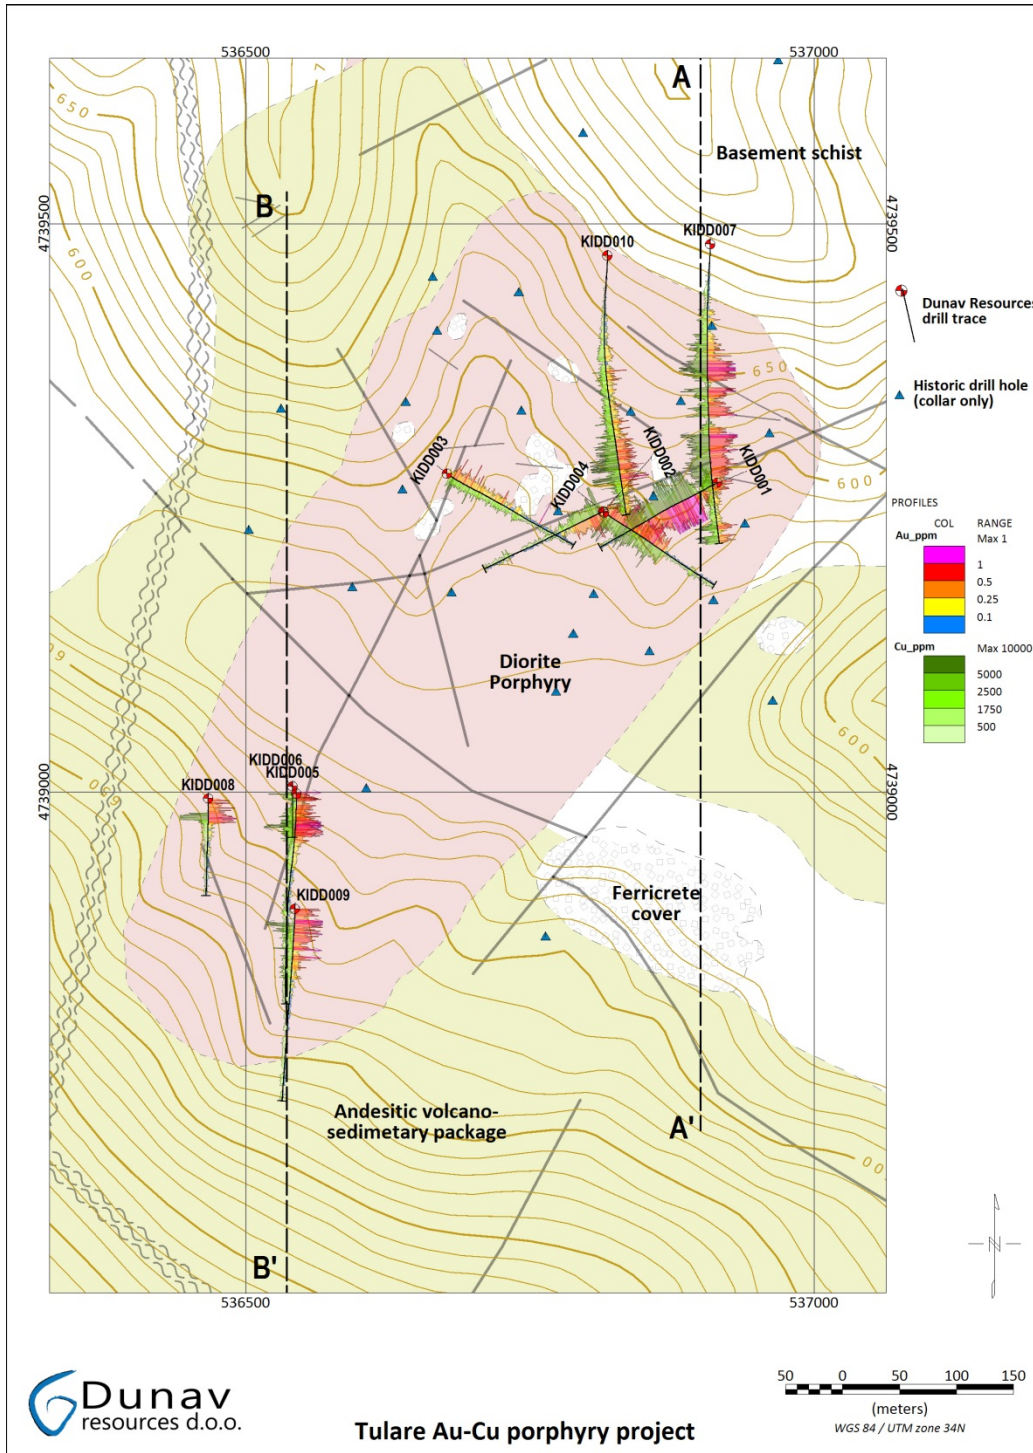 536500
537000
A
650
7
Basement schist
B
4739500
4739500
KIDD010
KIDD007
600
Dunav Resources
drill trace
650
Historic drill hole
(collar only)
KIDD003
KIDD004
KIDD002
KIDD001
600
PROFILES
COL
RANGE
Au_ppm
Max 1
1
0.5
0.25
0.1
Cu_ppm
Max 10000
5000
2500
1750
500
Diorite
Porphyry
600
KIDD006
KIDD005
KIDD008
4739000
4739000
KIDD009
Ferricrete
cover
Andesitic volcano-
sedimetary package
A'
00
B'
N
536500
537000
Dunav
resources d.o.o.
Tulare Au-Cu porphyry project
50 0 50 100 150
(meters)
WGS 84 / UTM zone 34N